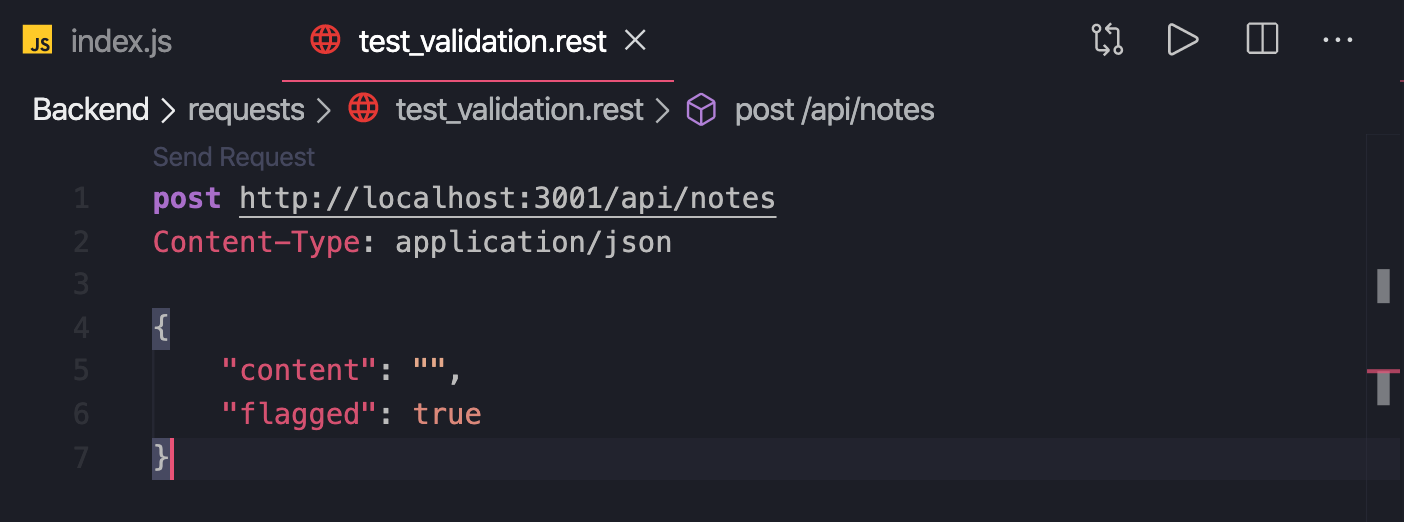 JS index.js test_validation.rest
Backend > requests > test_validation.rest > post /api/notes
Send Request
1 post http://localhost:3001/api/notes
2 Content-Type: application/json
3
4 {
5 "content": "",
6 "flagged": true
7 }